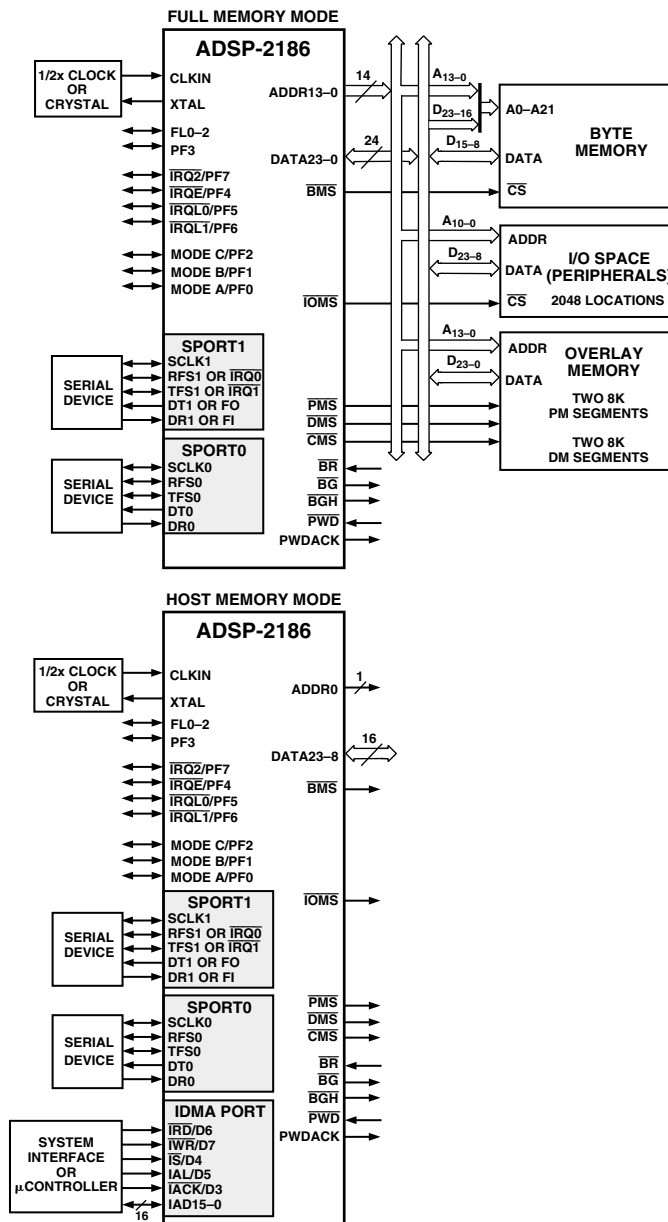 FULL MEMORY MODE
ADSP-2186
1/2x CLOCK
OR
CRYSTAL
CLKIN
XTAL
FL0–2
PF3
IRQ2/PF7
IRQE/PF4
IRQL0/PF5
IRQL1/PF6
MODE C/PF2
MODE B/PF1
MODE A/PF0
SERIAL
DEVICE
SPORT1
SCLK1
RFS1 OR IRQ0
TFS1 OR IRQ1
DT1 OR FO
DR1 OR FI
SERIAL
DEVICE
SPORT0
SCLK0
RFS0
TFS0
DT0
DR0
ADDR13–0
14
DATA23–0
24
BMS
IOMS
PMS
DMS
CMS
BR
BG
BGH
PWD
PWDACK
A13–0
D23–16
D15–8
A0–A21
DATA
CS
BYTE
MEMORY
A10–0
D23–8
ADDR
DATA
CS
I/O SPACE
(PERIPHERALS)
2048 LOCATIONS
A13–0
D23–0
ADDR
DATA
OVERLAY
MEMORY
TWO 8K
PM SEGMENTS
TWO 8K
DM SEGMENTS
HOST MEMORY MODE
ADSP-2186
1/2x CLOCK
OR
CRYSTAL
CLKIN
XTAL
FL0–2
PF3
IRQ2/PF7
IRQE/PF4
IRQL0/PF5
IRQL1/PF6
MODE C/PF2
MODE B/PF1
MODE A/PF0
SERIAL
DEVICE
SPORT1
SCLK1
RFS1 OR IRQ0
TFS1 OR IRQ1
DT1 OR FO
DR1 OR FI
SERIAL
DEVICE
SPORT0
SCLK0
RFS0
TFS0
DT0
DR0
SYSTEM
INTERFACE
OR
µCONTROLLER
IDMA PORT
IRD/D6
IWR/D7
IS/D4
IAL/D5
IACK/D3
IAD15–0
16
ADDR0
1
DATA23–8
16
BMS
IOMS
PMS
DMS
CMS
BR
BG
BGH
PWD
PWDACK